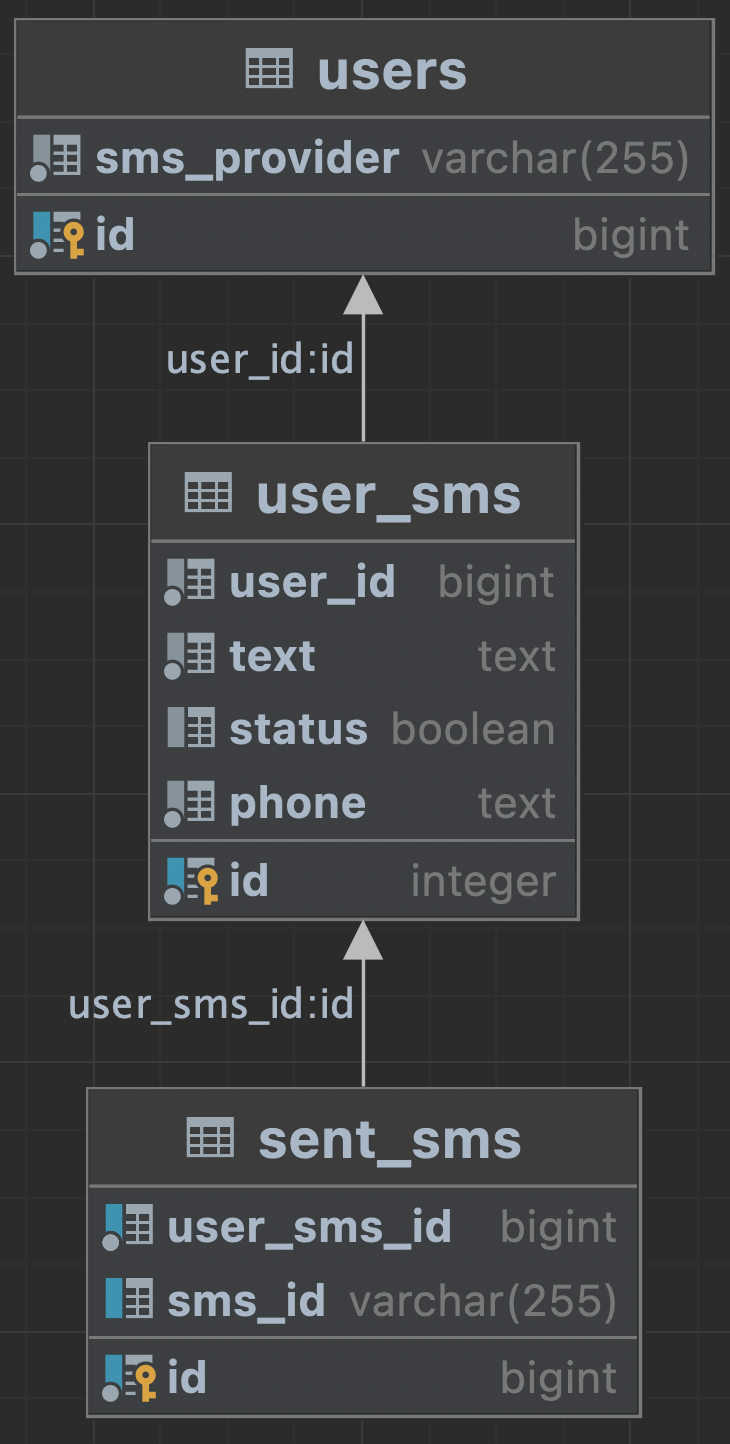 users
sms_provider varchar(255)
id bigint
user_id:id
user_sms
user_id bigint
text text
status boolean
phone text
id integer
user_sms_id:id
sent_sms
user_sms_id bigint
sms_id varchar(255)
id bigint